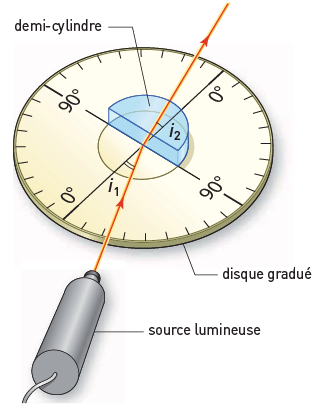 demi-cylindre
90°
0°
i2
i1
0°
90°
disque gradué
source lumineuse